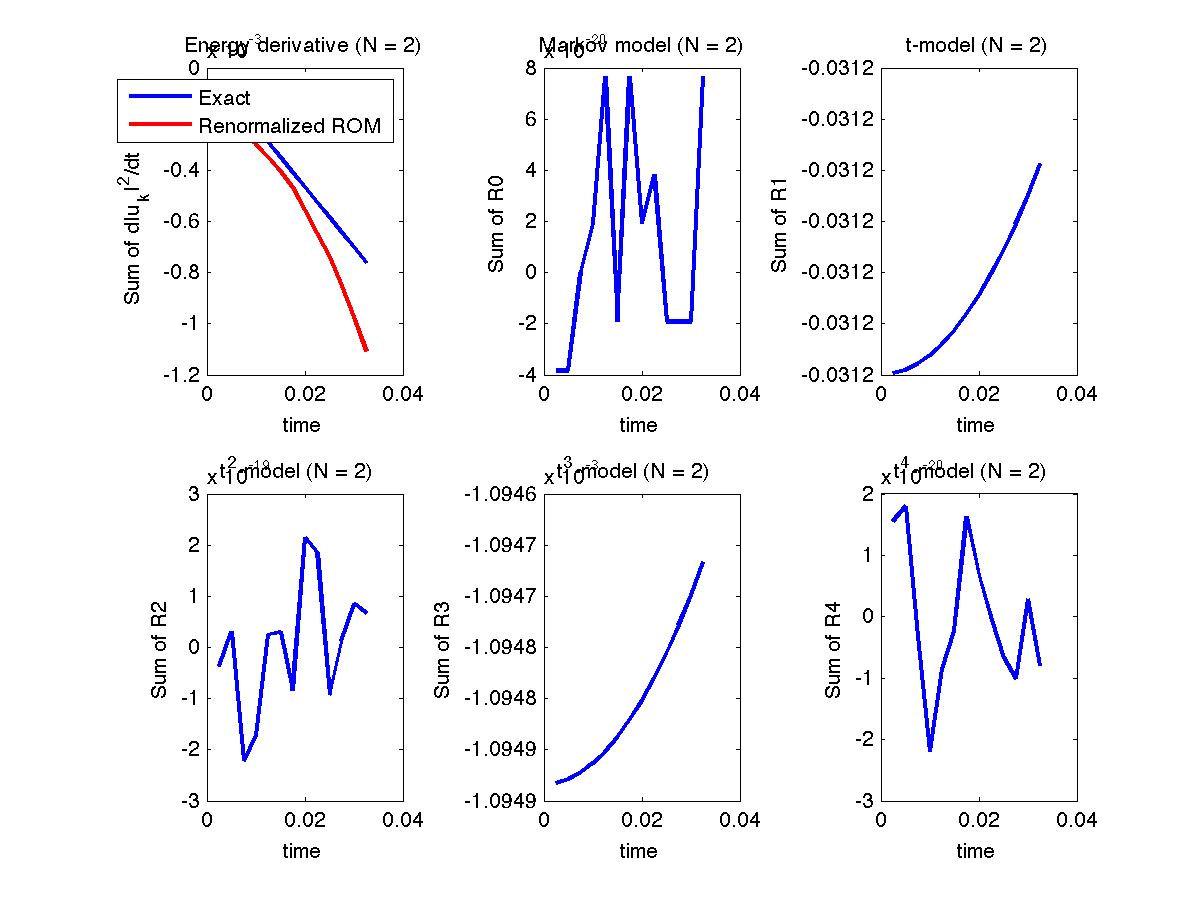 Energy derivative (N = 2)
x 10^-3
0
-0.4
-0.6
-0.8
-1
-1.2
0 0.02 0.04
time
Sum of d|u_k|^2/dt
Exact
Renormalized ROM
Markov model (N = 2)
x 10^-20
8
6
4
2
0
-2
-4
0 0.02 0.04
time
Sum of R0
t-model (N = 2)
-0.0312
-0.0312
-0.0312
-0.0312
-0.0312
-0.0312
-0.0312
0 0.02 0.04
time
Sum of R1
t^2-model (N = 2)
x 10^-19
3
2
1
0
-1
-2
-3
0 0.02 0.04
time
Sum of R2
t^3-model (N = 2)
x 10^-3
-1.0946
-1.0947
-1.0947
-1.0948
-1.0948
-1.0949
-1.0949
0 0.02 0.04
time
Sum of R3
t^4-model (N = 2)
x 10^-20
2
1
0
-1
-2
-3
0 0.02 0.04
time
Sum of R4